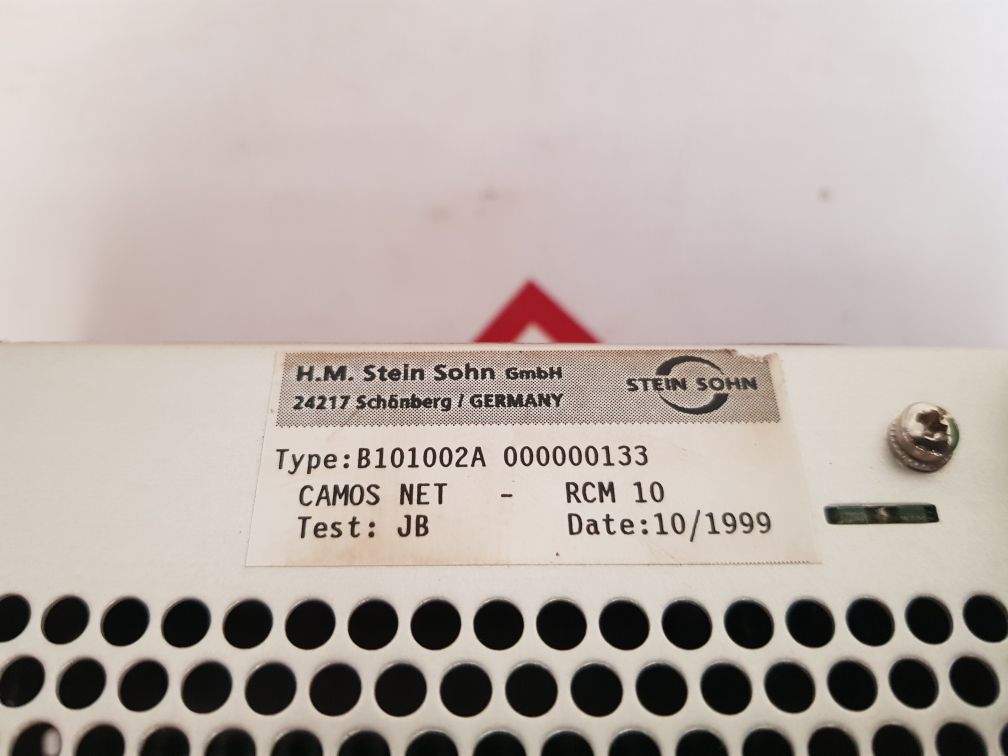 H.M. Stein Sohn GmbH
24217 Schönberg / GERMANY
STEIN SOHN
Type:B101002A 000000133
CAMOS NET - RCM 10
Test: JB Date:10/1999